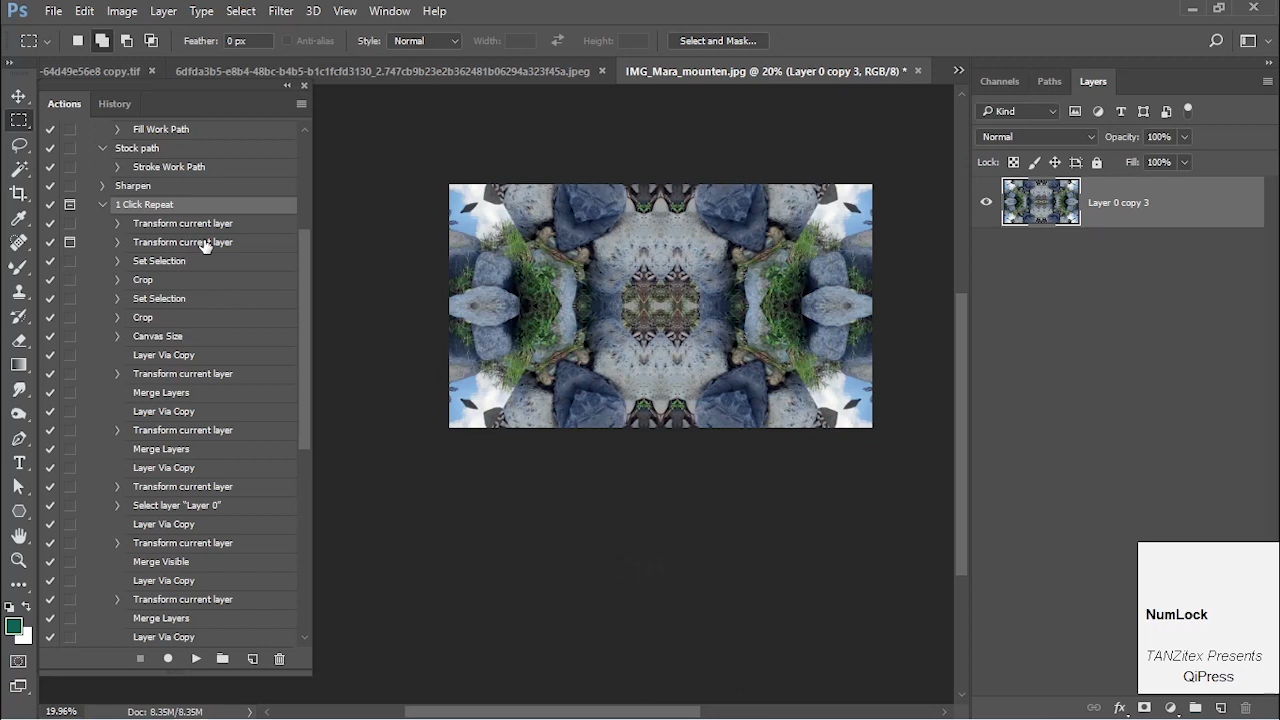 Ps File Edit Image Layer Type Select Filter 3D View Window Help
Feather: 0 px Anti-alias Style: Normal Width: Height: Select and Mask...
-64d49e56e8 copy.tif × 6dfda3b5-e8b4-48bc-b4b5-b1c1fcfd3130_2.747cb9b23e2b362481b06294a323f45a.jpeg × IMG_Mara_mounten.jpg @ 20% (Layer 0 copy 3, RGB/8) * ×
Channels Paths Layers
Actions History
Kind
Fill Work Path
Normal Opacity: 100%
Stock path
Lock: Fill: 100%
Stroke Work Path
Sharpen
1 Click Repeat
Layer 0 copy 3
Transform current layer
Transform current layer
Set Selection
Crop
Set Selection
Crop
Canvas Size
Layer Via Copy
Transform current layer
Merge Layers
Layer Via Copy
Transform current layer
Merge Layers
Layer Via Copy
Transform current layer
Select layer "Layer 0"
Layer Via Copy
Transform current layer
Merge Visible
Layer Via Copy
Transform current layer
Merge Layers
Layer Via Copy
NumLock
TANZitex Presents
QiPress
19.96% Doc: 8.35M/8.35M
fx